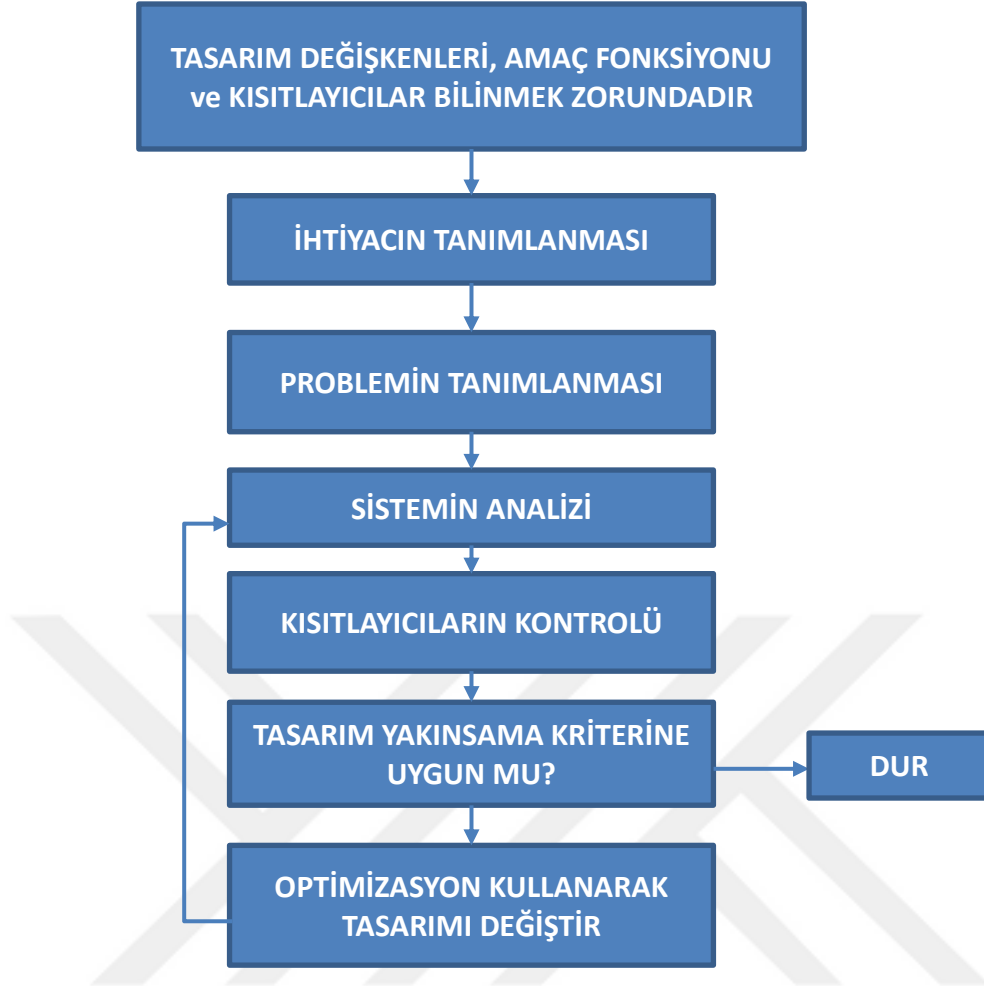 TASARIM DEĞİŞKENLERİ, AMAÇ FONKSİYONU
ve KISITLAYICILAR BİLİNMEK ZORUNDADIR
İHTİYACIN TANIMLANMASI
PROBLEMİN TANIMLANMASI
SİSTEMİN ANALİZİ
KISITLAYICILARIN KONTROLÜ
TASARIM YAKINSAMA KRİTERİNE
UYGUN MU?
DUR
OPTİMİZASYON KULLANARAK
TASARIMI DEĞİŞTİR